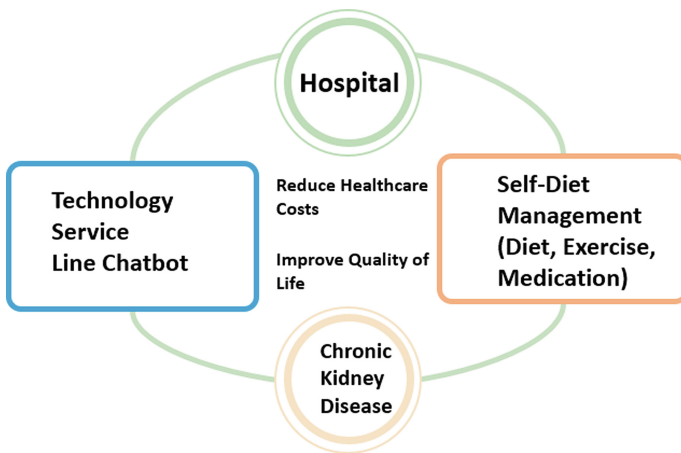 Hospital
Technology
Service
Line Chatbot
Reduce Healthcare
Costs
Improve Quality of
Life
Self-Diet
Management
(Diet, Exercise,
Medication)
Chronic
Kidney
Disease